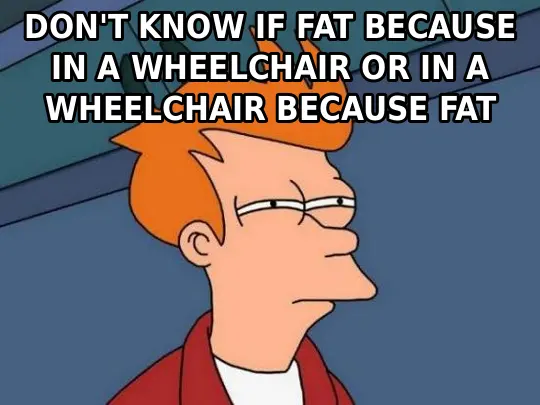 DON'T KNOW IF FAT BECAUSE
IN A WHEELCHAIR OR IN A
WHEELCHAIR BECAUSE FAT